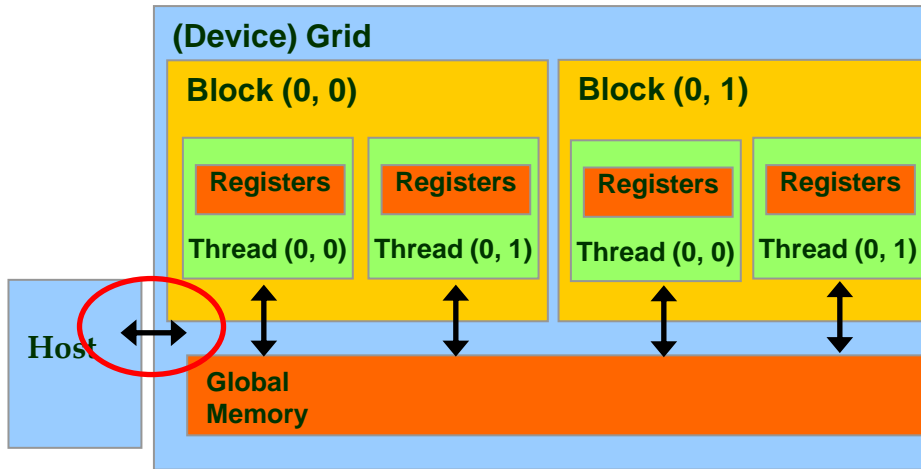 (Device) Grid
Block (0, 0)
Block (0, 1)
Registers
Registers
Registers
Registers
Thread (0, 0)
Thread (0, 1)
Thread (0, 0)
Thread (0, 1)
Host
Global
Memory